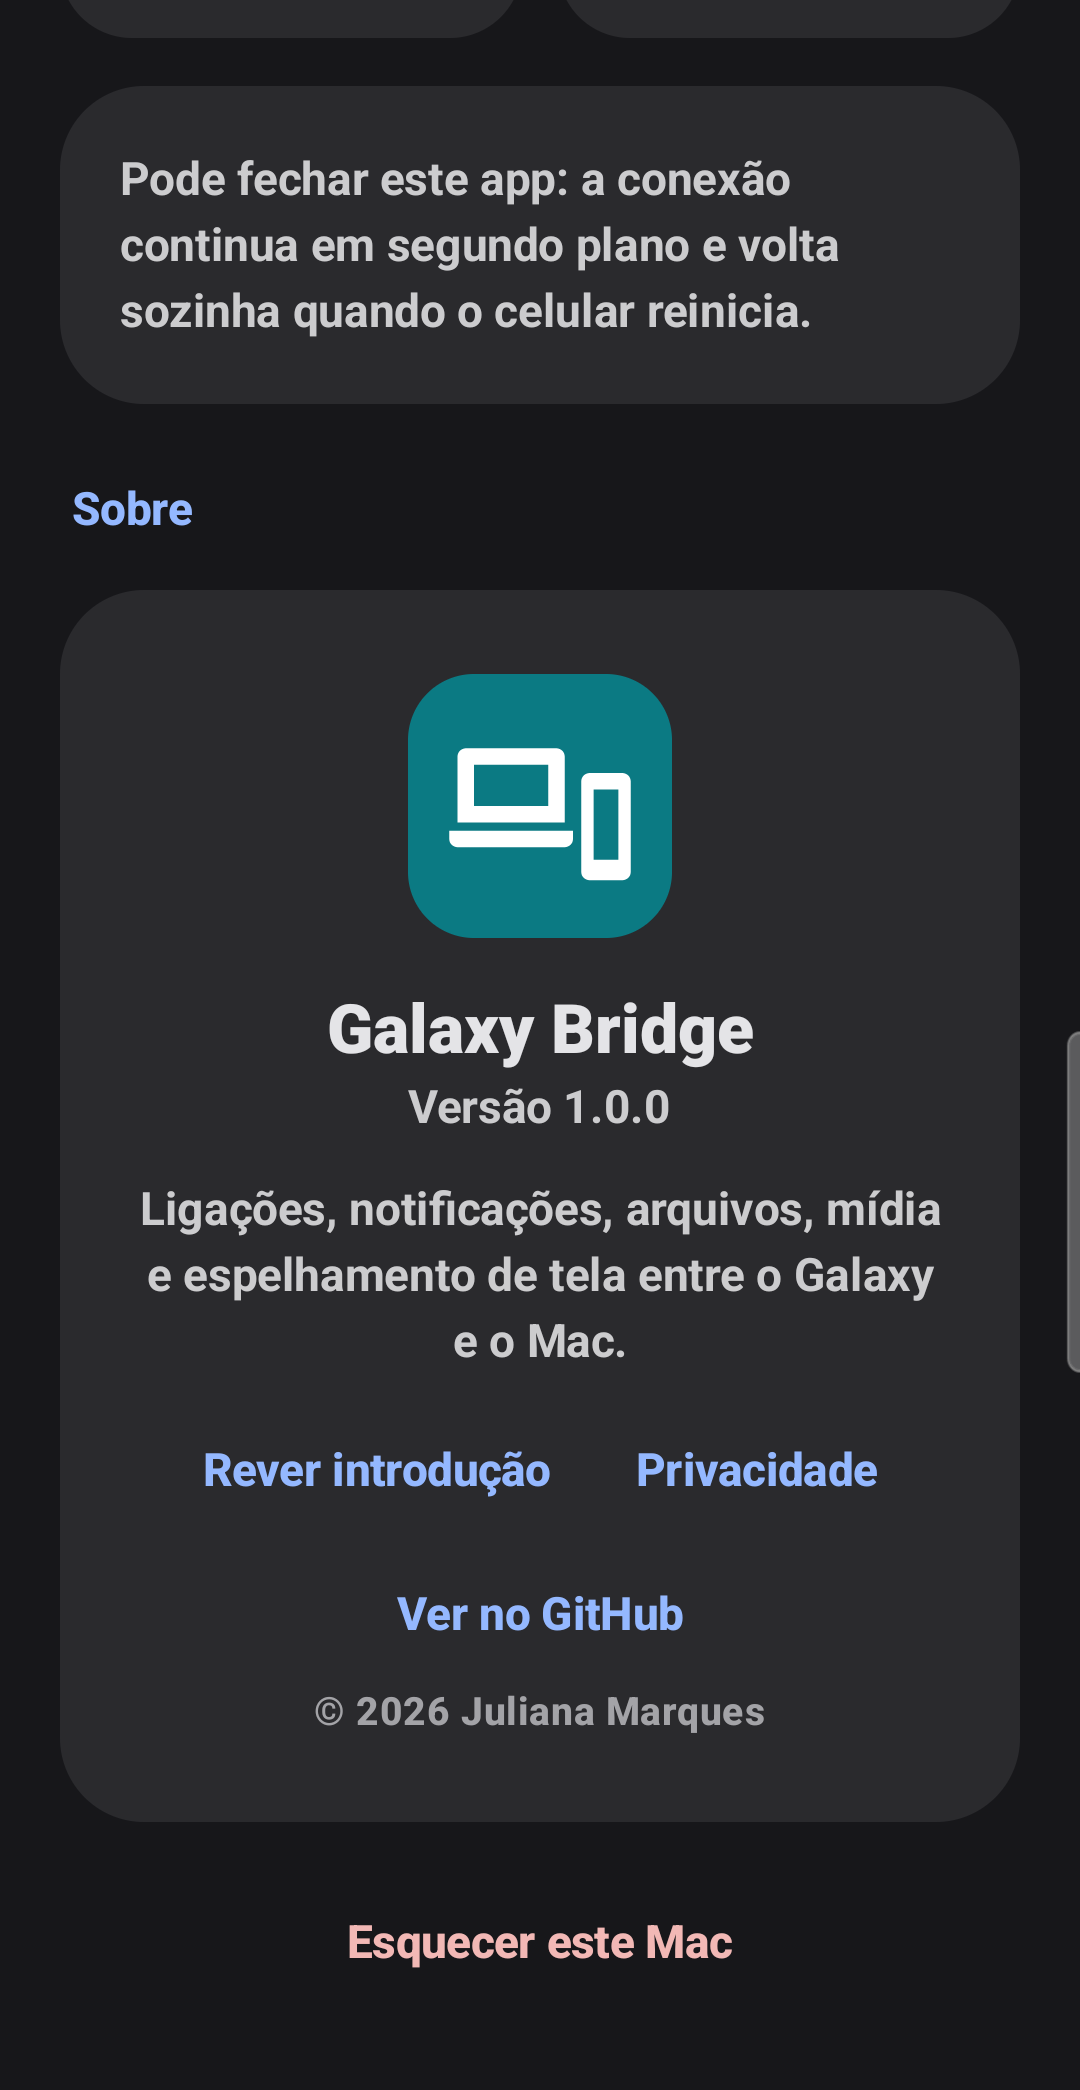 Pode fechar este app: a conexão
continua em segundo plano e volta
sozinha quando o celular reinicia.
Sobre
Galaxy Bridge
Versão 1.0.0
Ligações, notificações, arquivos, mídia
e espelhamento de tela entre o Galaxy
e o Mac.
Rever introdução Privacidade
Ver no GitHub
© 2026 Juliana Marques
Esquecer este Mac